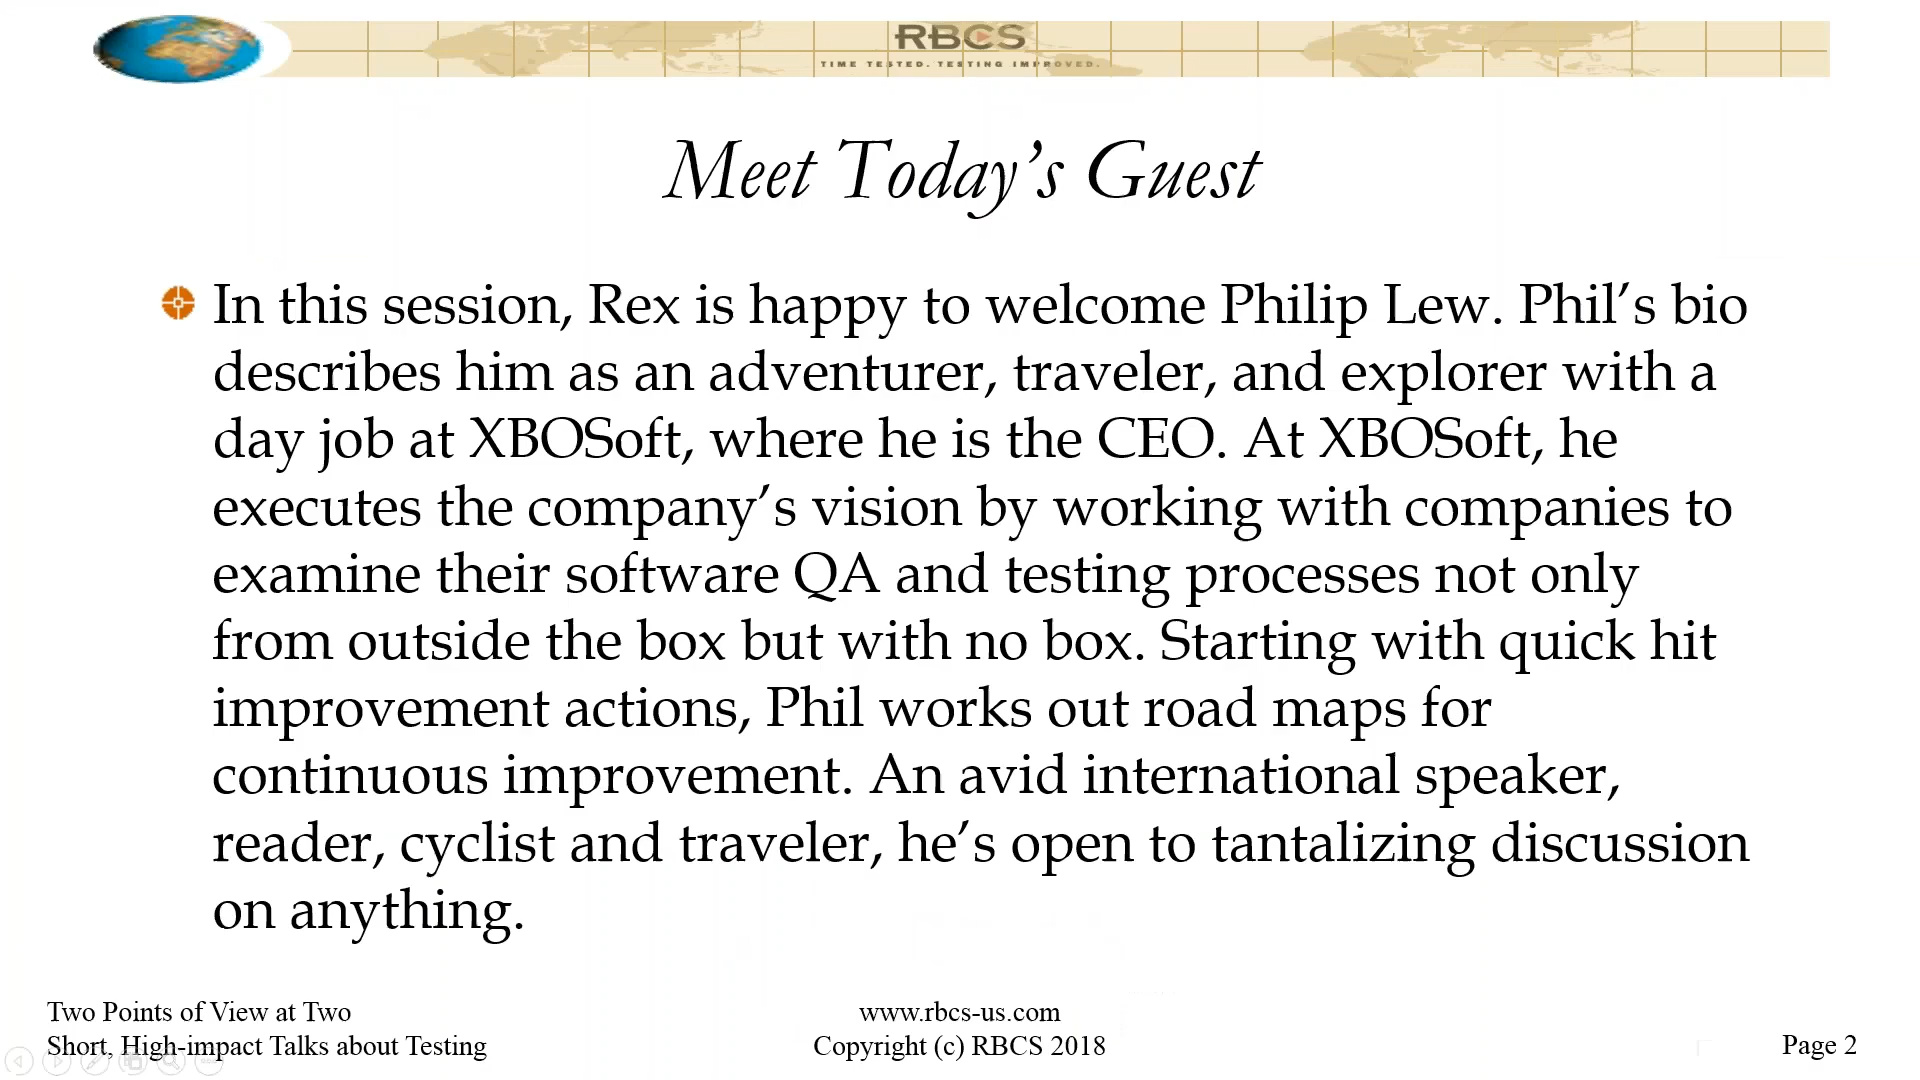 RBCS
TIME TESTED. TESTING IMPROVED.
Meet Today’s Guest
In this session, Rex is happy to welcome Philip Lew. Phil’s bio
describes him as an adventurer, traveler, and explorer with a
day job at XBOSoft, where he is the CEO. At XBOSoft, he
executes the company’s vision by working with companies to
examine their software QA and testing processes not only
from outside the box but with no box. Starting with quick hit
improvement actions, Phil works out road maps for
continuous improvement. An avid international speaker,
reader, cyclist and traveler, he’s open to tantalizing discussion
on anything.
Two Points of View at Two
Short, High-impact Talks about Testing
www.rbcs-us.com
Copyright (c) RBCS 2018
Page 2